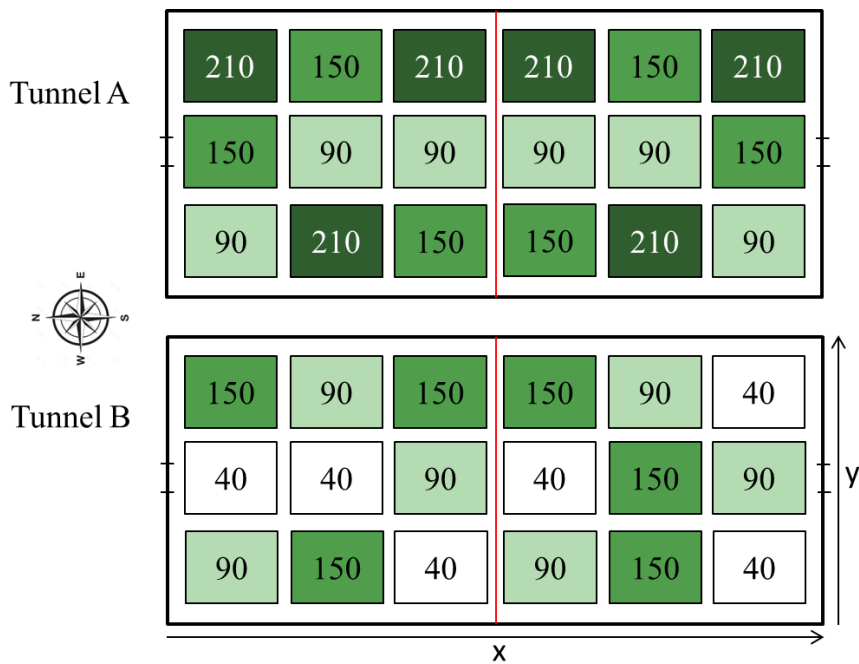 210 150 210 210 150 210
Tunnel A
150 90 90 90 90 150
90 210 150 150 210 90
E
N S
W
150 90 150 150 90 40
Tunnel B
40 40 90 40 150 90
y
90 150 40 90 150 40
x